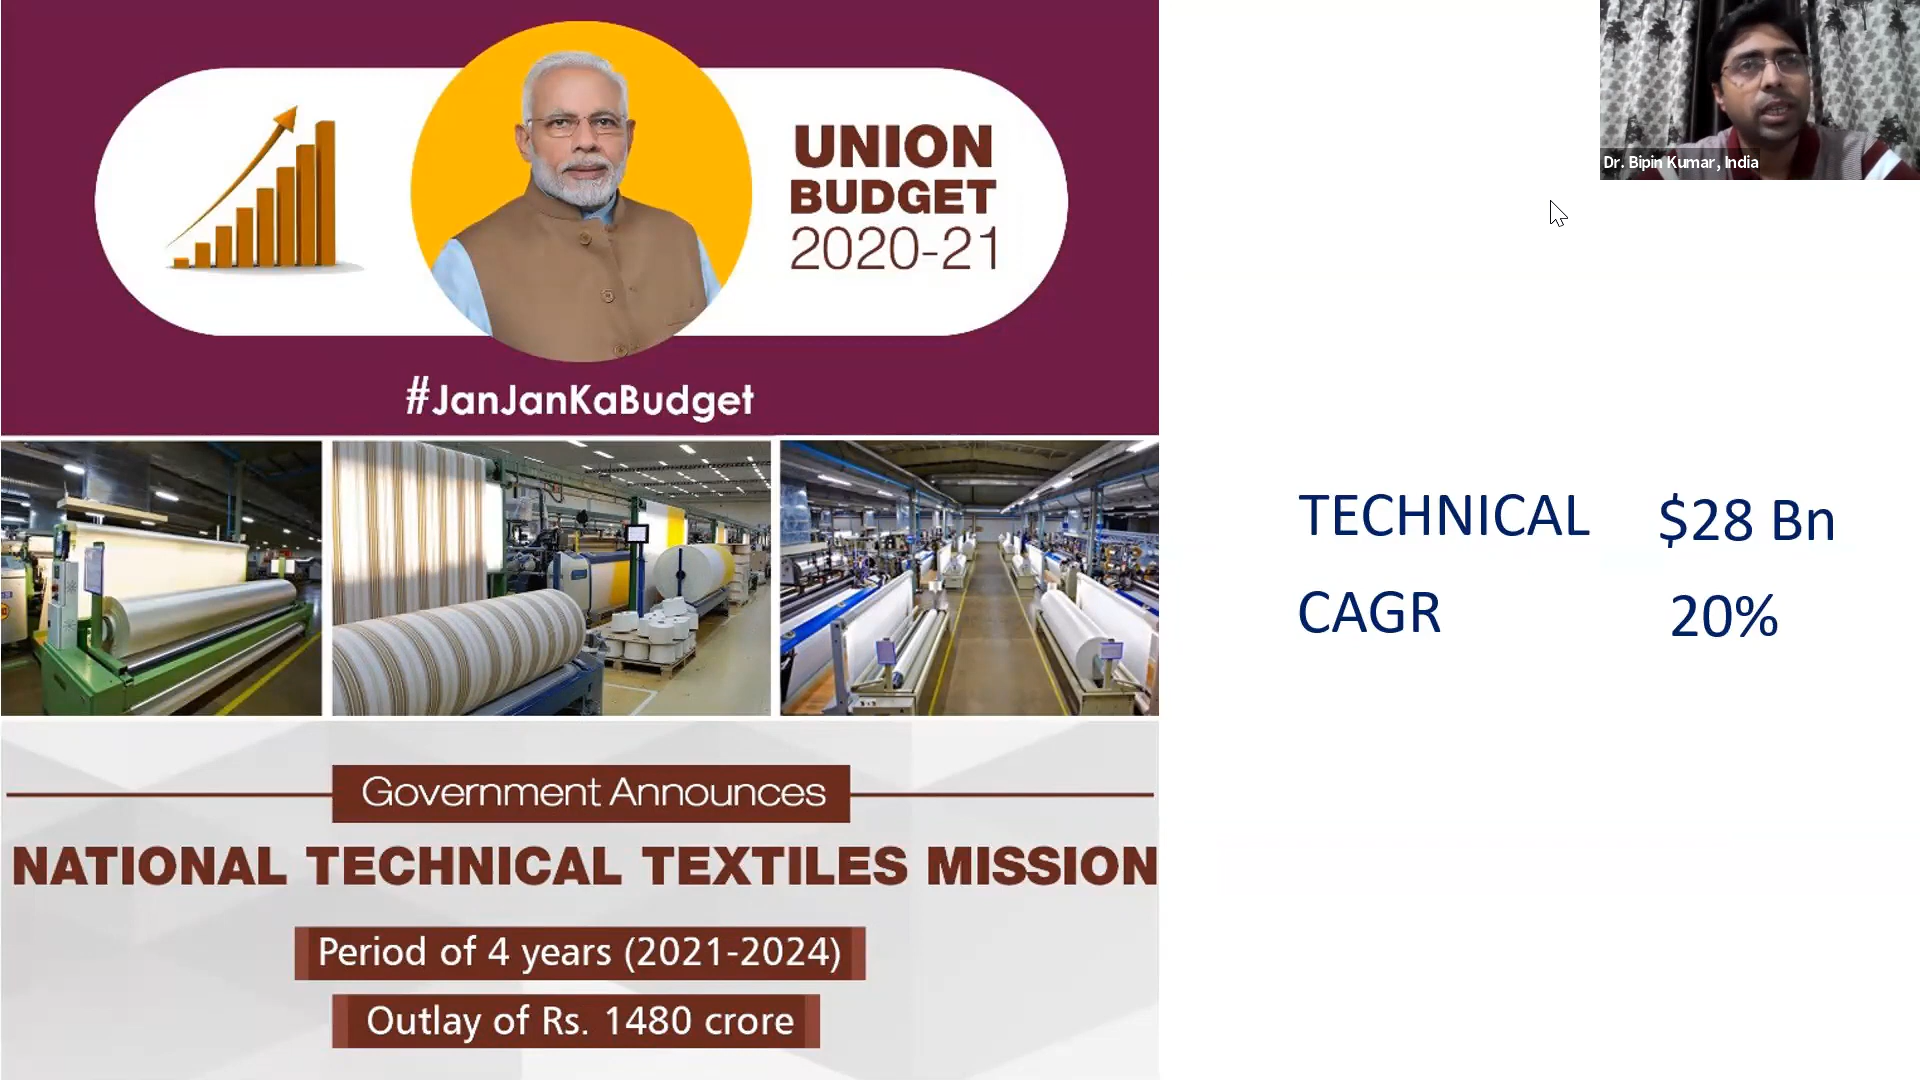 UNION
BUDGET
2020-21
#JanJanKaBudget
Government Announces
NATIONAL TECHNICAL TEXTILES MISSION
Period of 4 years (2021-2024)
Outlay of Rs. 1480 crore
Dr. Bipin Kumar, India
TECHNICAL $28 Bn
CAGR 20%